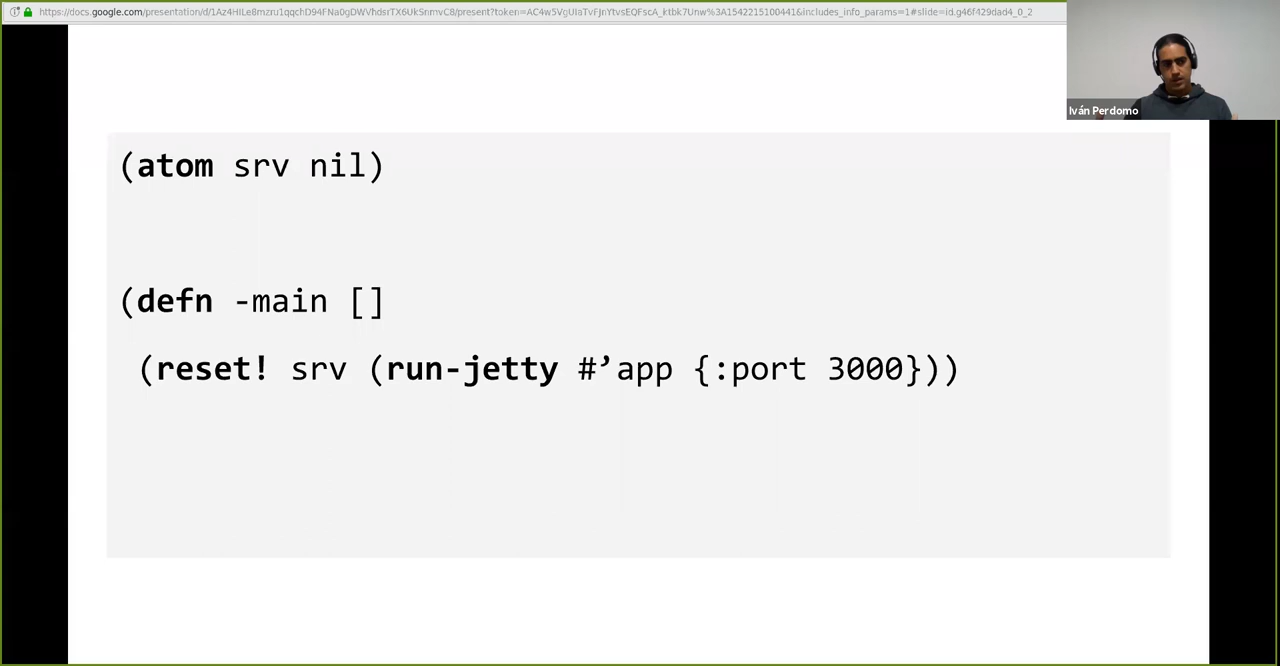 Iván Perdomo
(atom srv nil)
(defn -main []
(reset! srv (run-jetty #’app {:port 3000}))